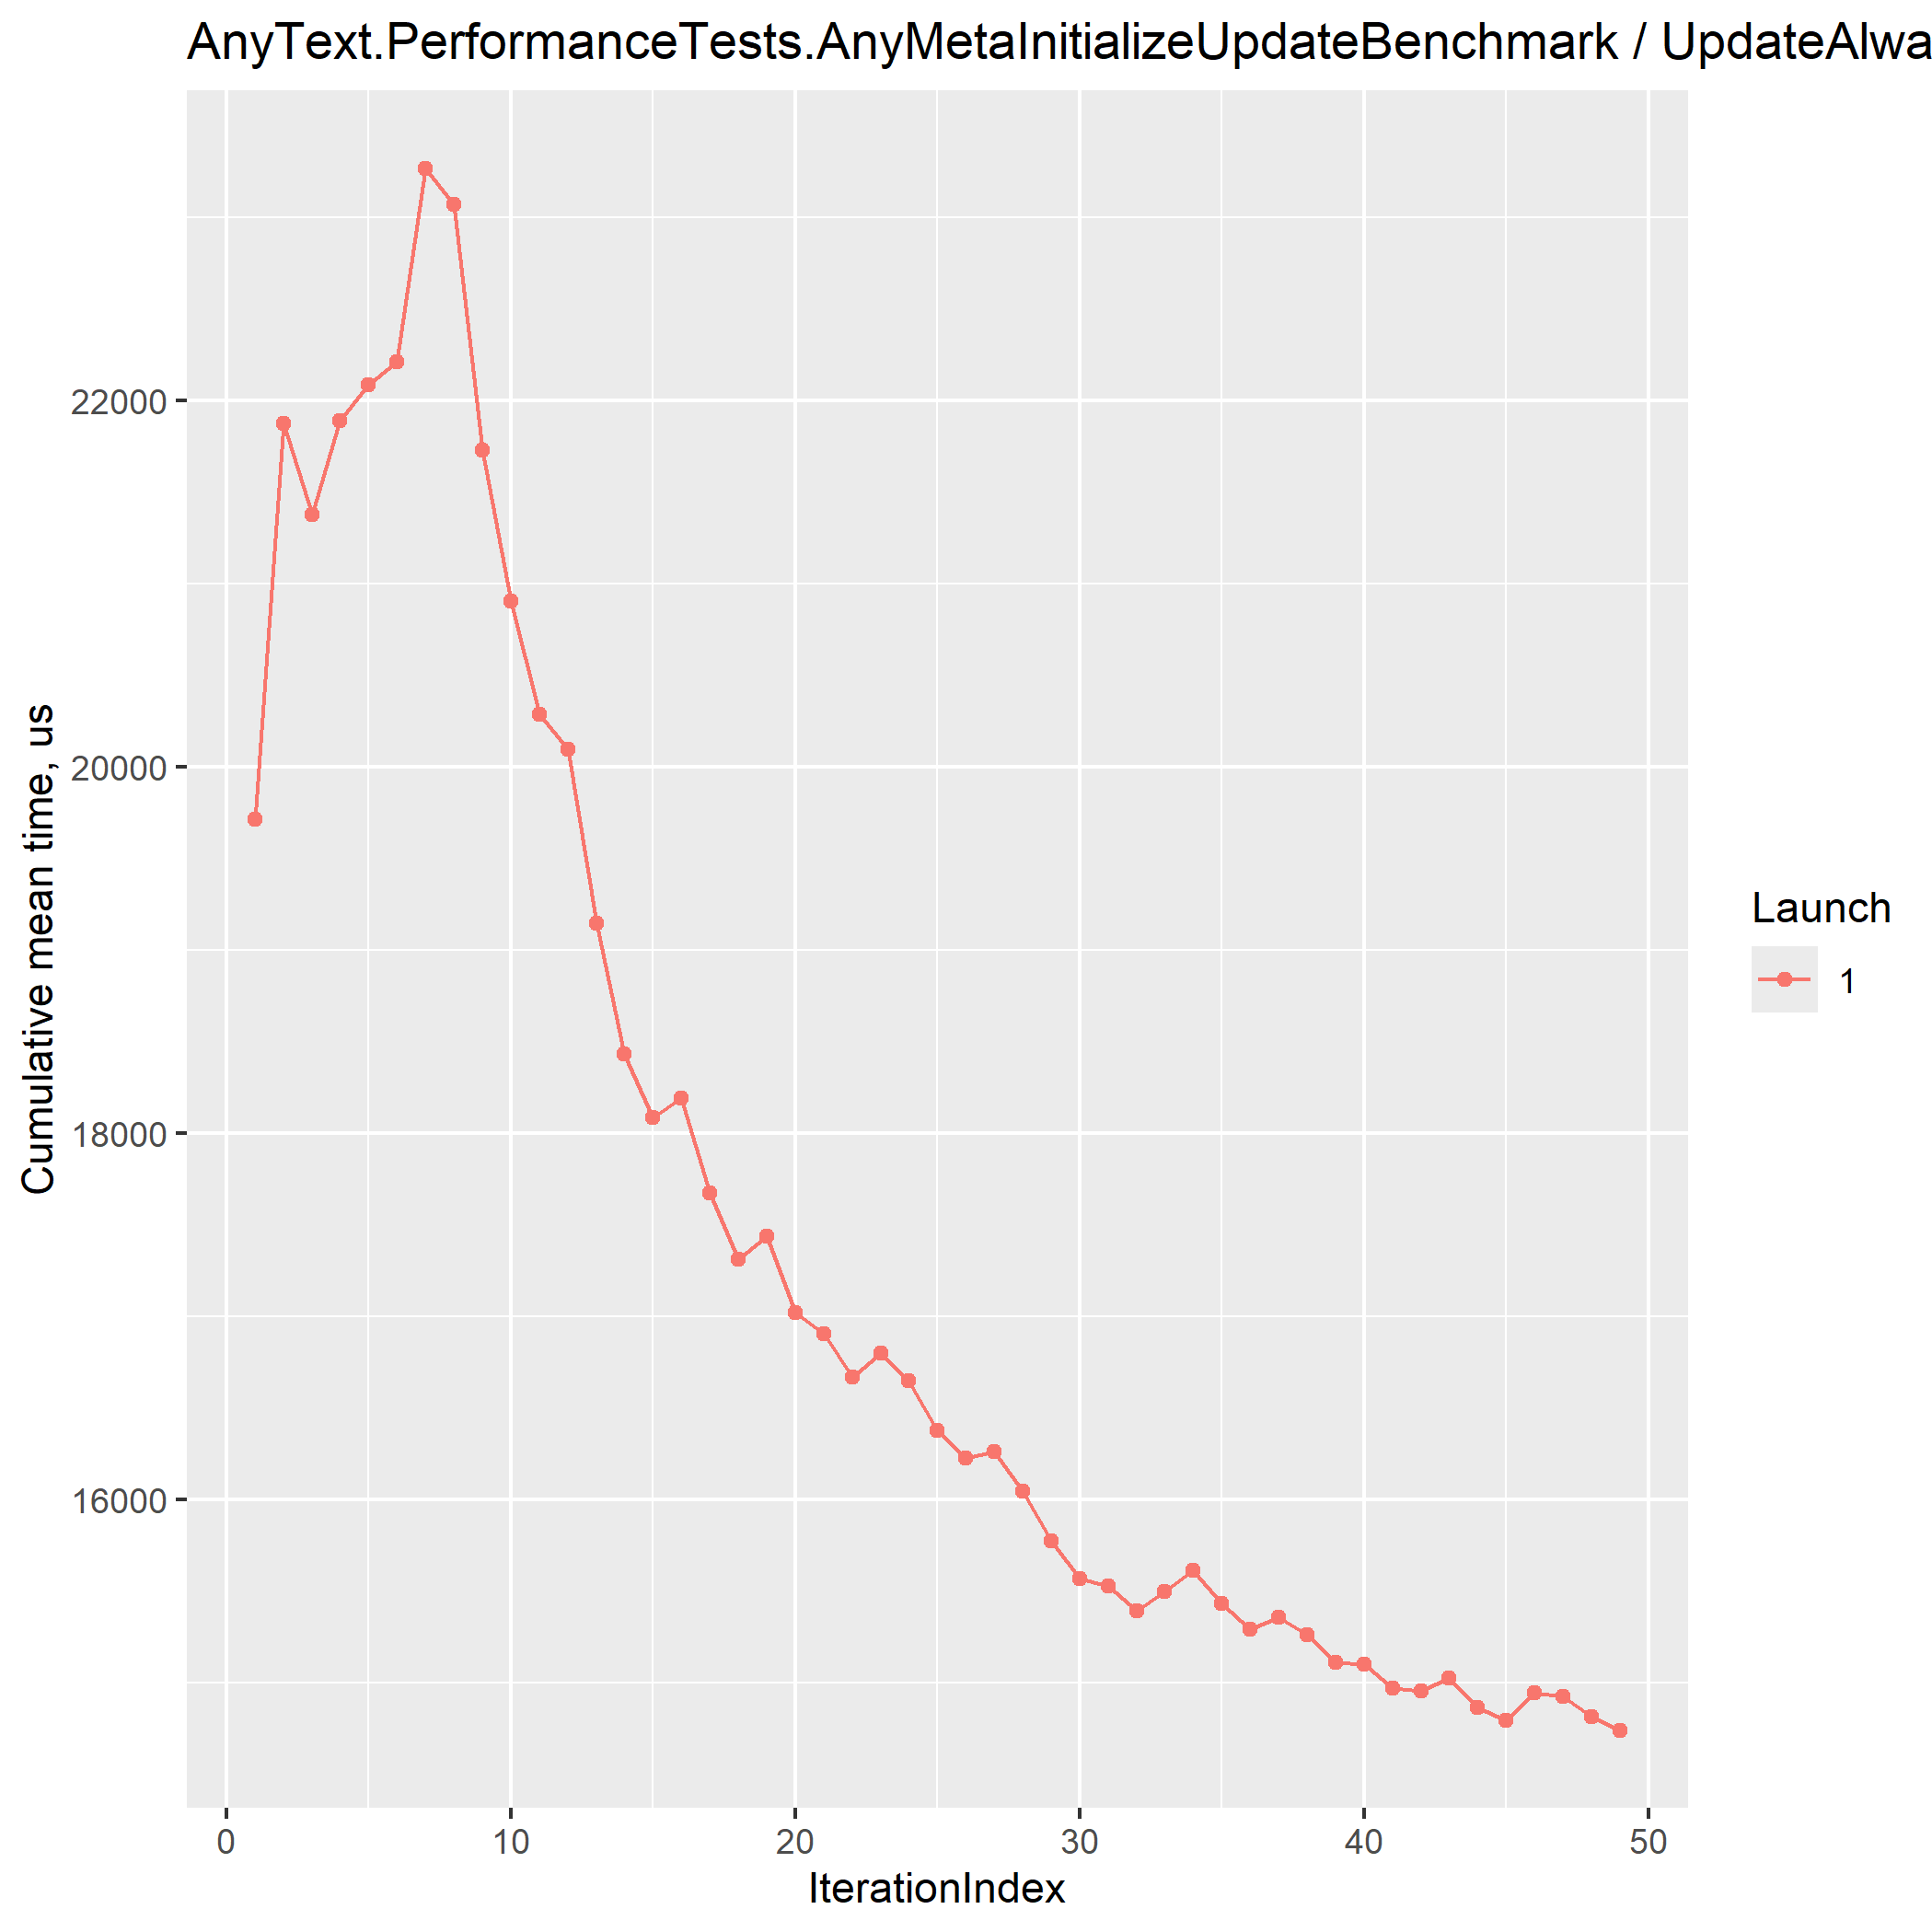 AnyText.PerformanceTests.AnyMetaInitializeUpdateBenchmark / UpdateAlwa
Cumulative mean time, us
22000
20000
18000
16000
0 10 20 30 40 50
IterationIndex
Launch
1